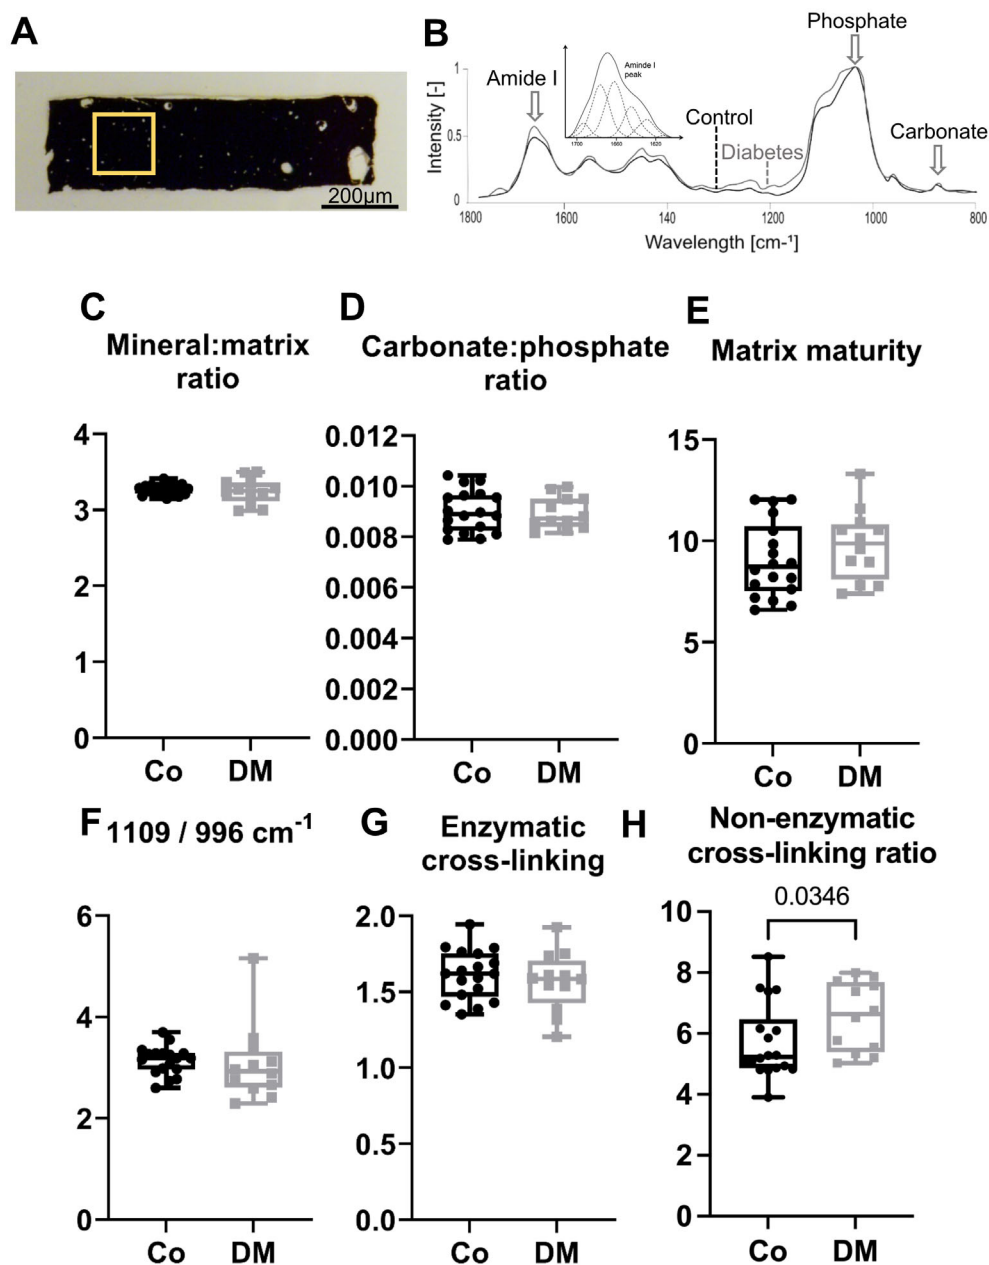 A
200µm
B
Intensity [-]
1
0.5
0
Amide I
Aminde I
peak
1700
1660
1620
Control
Diabetes
Phosphate
Carbonate
1800
1600
140
1200
1000
800
Wavelength [cm-¹]
C
Mineral:matrix
ratio
4
3
2
1
0
Co
DM
D
Carbonate:phosphate
ratio
0.012
0.010
0.008
0.006
0.004
0.002
0.000
Co
DM
E
Matrix maturity
15
10
5
0
Co
DM
F
1109 / 996 cm⁻¹
6
4
2
0
Co
DM
G
Enzymatic
cross-linking
2.0
1.5
1.0
0.5
0.0
Co
DM
H
Non-enzymatic
cross-linking ratio
0.0346
10
8
6
4
2
0
Co
DM